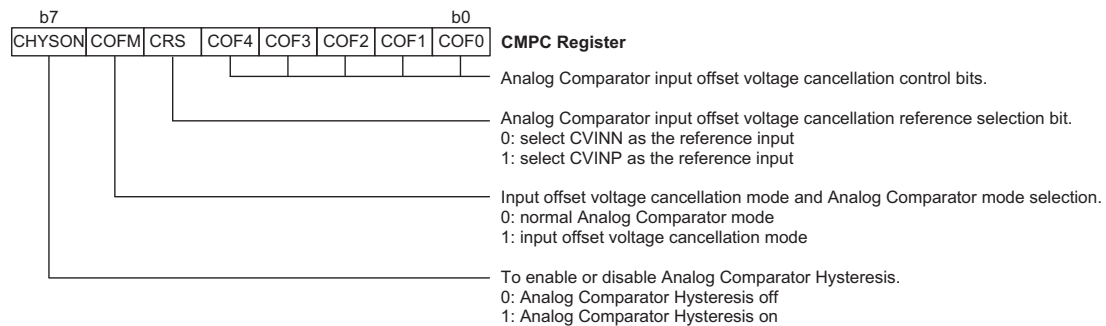 b7 b0
CHYSON COFM CRS COF4 COF3 COF2 COF1 COF0 CMPC Register
Analog Comparator input offset voltage cancellation control bits.
Analog Comparator input offset voltage cancellation reference selection bit.
0: select CVINN as the reference input
1: select CVINP as the reference input
Input offset voltage cancellation mode and Analog Comparator mode selection.
0: normal Analog Comparator mode
1: input offset voltage cancellation mode
To enable or disable Analog Comparator Hysteresis.
0: Analog Comparator Hysteresis off
1: Analog Comparator Hysteresis on